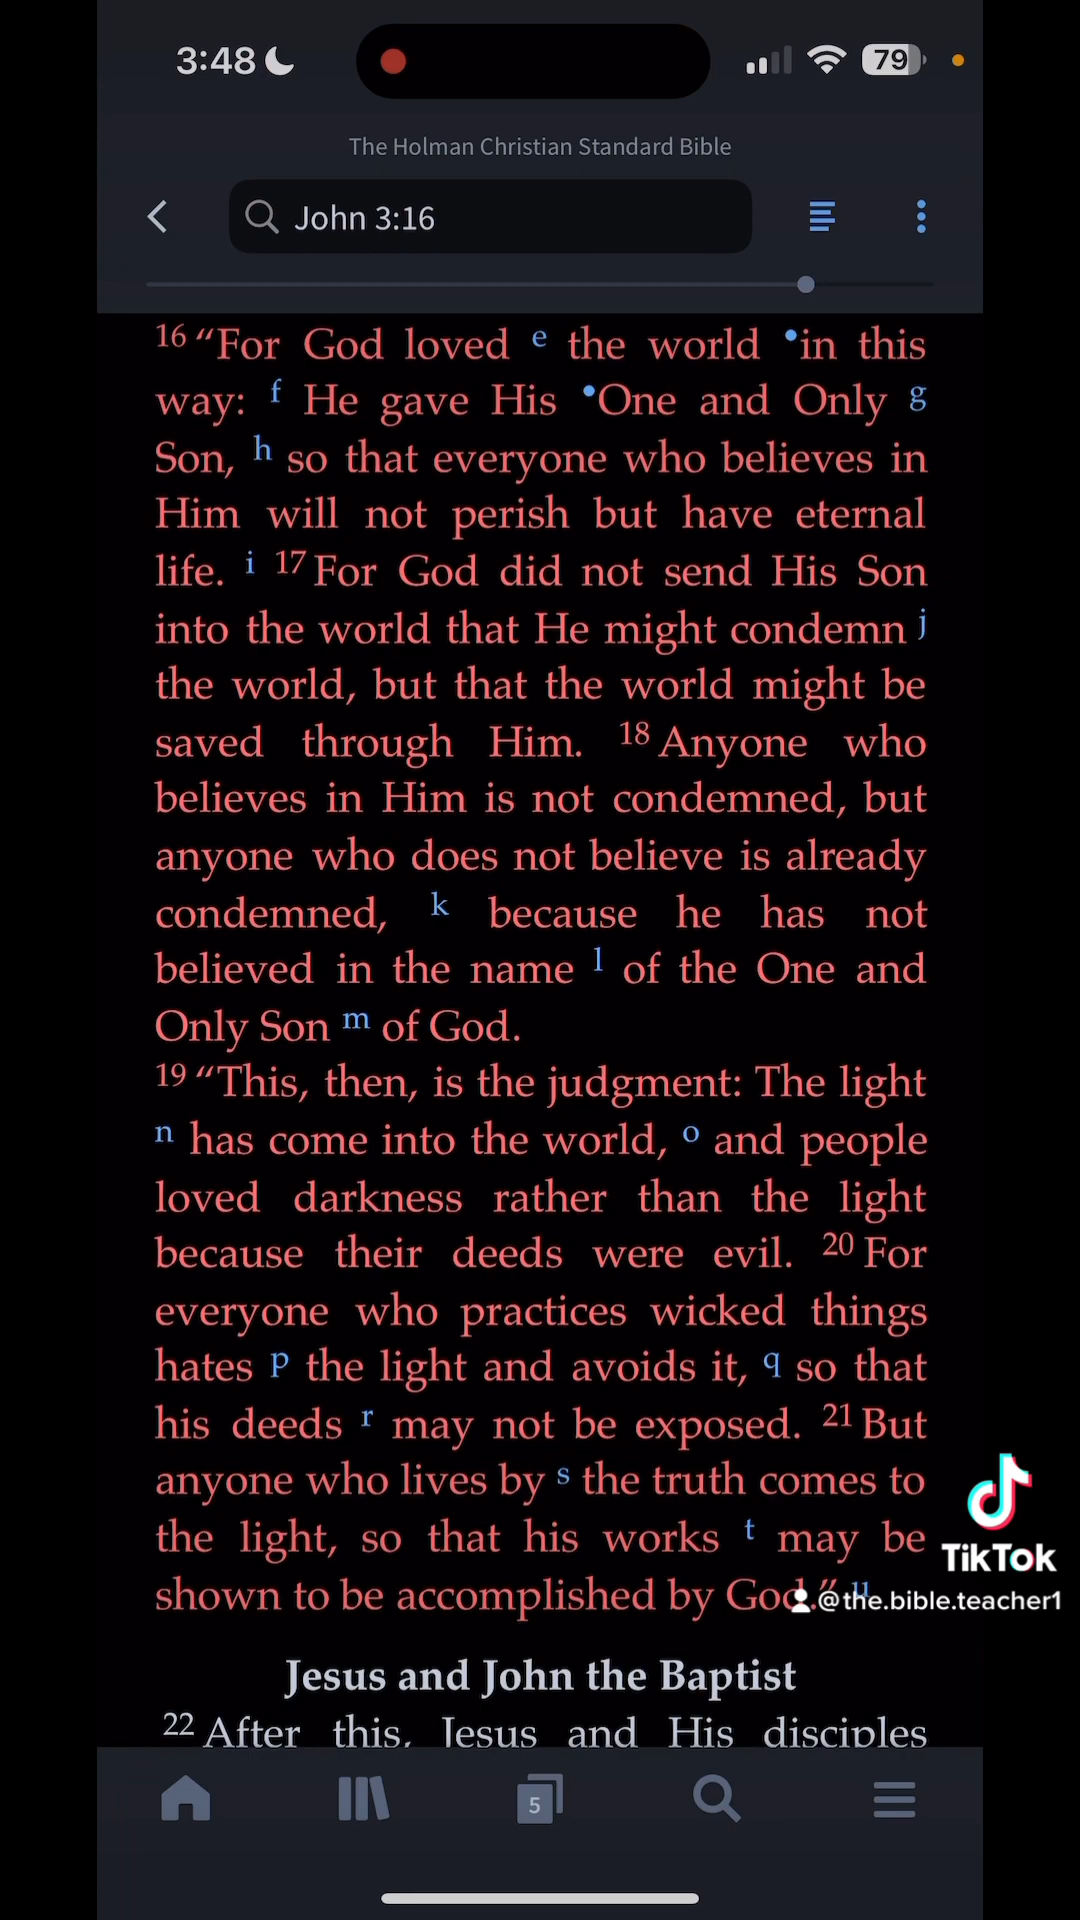 3:48
79
The Holman Christian Standard Bible
John 3:16
16 “For God loved e the world •in this
way: f He gave His •One and Only g
Son, h so that everyone who believes in
Him will not perish but have eternal
life. i 17 For God did not send His Son
into the world that He might condemn j
the world, but that the world might be
saved through Him. 18 Anyone who
believes in Him is not condemned, but
anyone who does not believe is already
condemned, k because he has not
believed in the name l of the One and
Only Son m of God.
19 “This, then, is the judgment: The light
n has come into the world, o and people
loved darkness rather than the light
because their deeds were evil. 20 For
everyone who practices wicked things
hates p the light and avoids it, q so that
his deeds r may not be exposed. 21 But
anyone who lives by s the truth comes to
the light, so that his works t may be
shown to be accomplished by God.” u
TikTok
@the.bible.teacher1
Jesus and John the Baptist
22 After this, Jesus and His disciples
5